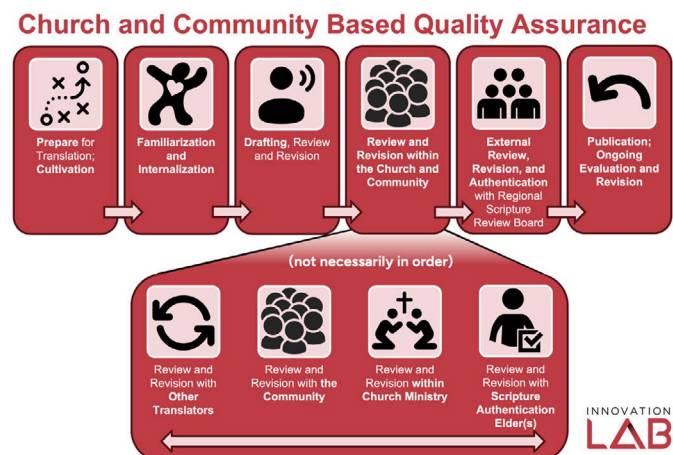 Church and Community Based Quality Assurance
Prepare for
Translation;
Cultivation
Familiarization
and
Internalization
Drafting, Review
and Revision
Review and
Revision within
the Church and
Community
External
Review,
Revision, and
Authentication
with Regional
Scripture
Review Board
Publication;
Ongoing
Evaluation and
Revision
(not necessarily in order)
Review and
Revision with
Other
Translators
Review and
Revision with the
Community
Review and
Revision within
Church Ministry
Review and
Revision with
Scripture
Authentication
Elder(s)
INNOVATION
LAB